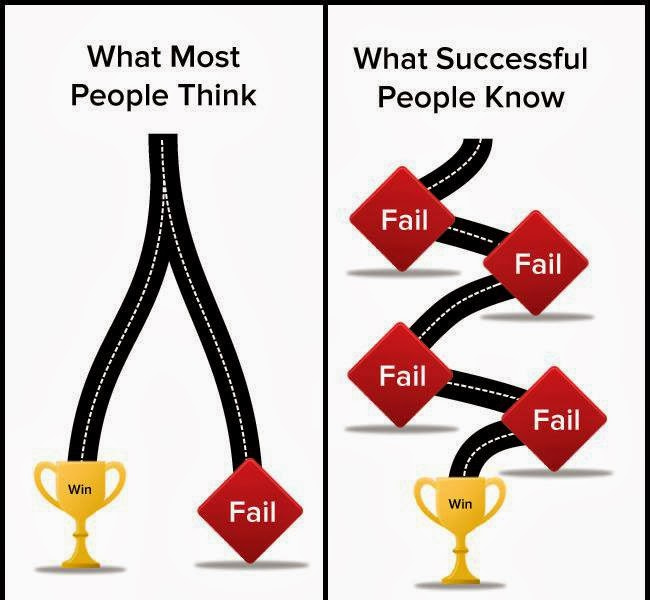 What Most
People Think
Win
Fail
What Successful
People Know
Fail
Fail
Fail
Fail
Win